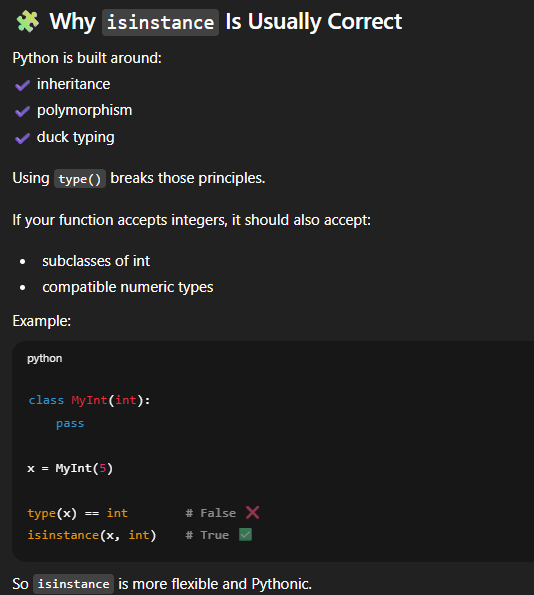 🧩 Why isinstance Is Usually Correct
Python is built around:
✔ inheritance
✔ polymorphism
✔ duck typing
Using type() breaks those principles.
If your function accepts integers, it should also accept:
• subclasses of int
• compatible numeric types
Example:
python
class MyInt(int):
    pass
x = MyInt(5)
type(x) == int        # False ❌
isinstance(x, int)    # True ✅
So isinstance is more flexible and Pythonic.